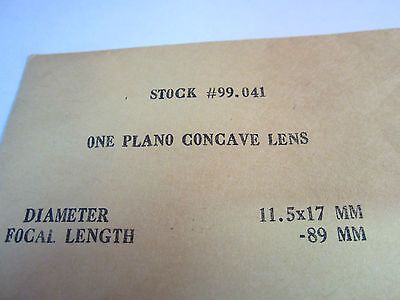 STOCK #99.041
ONE PLANO CONCAVE LENS
DIAMETER 11.5x17 MM
FOCAL LENGTH -89 MM